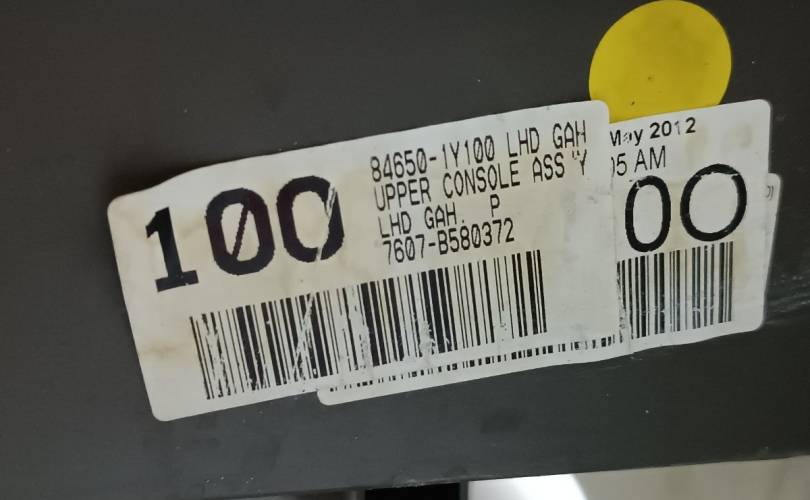 100
84650-1Y100 LHD GAH
UPPER CONSOLE ASS'Y
LHD GAH. P
7607-B580372
May 2012
05 AM
00